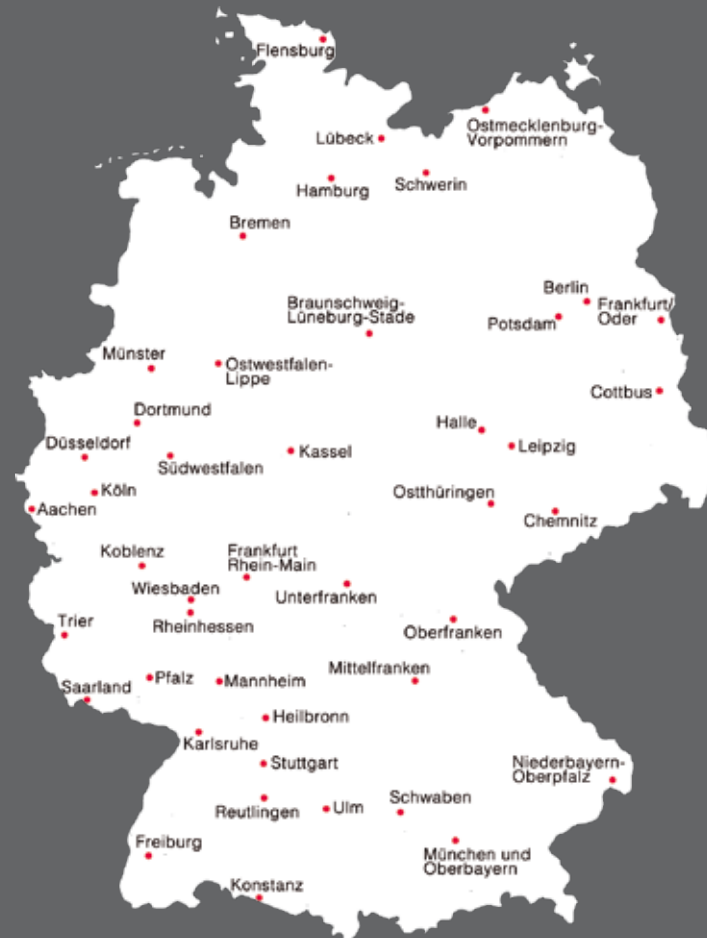 Flensburg
Ostmecklenburg-
Vorpommern
Lübeck
Hamburg
Schwerin
Bremen
Berlin
Braunschweig-
Lüneburg-Stade
Frankfurt/
Oder
Potsdam
Münster
Ostwestfalen-
Lippe
Cottbus
Dortmund
Halle
Düsseldorf
Leipzig
Kassel
Südwestfalen
Köln
Ostthüringen
Aachen
Chemnitz
Koblenz
Frankfurt
Rhein-Main
Wiesbaden
Unterfranken
Trier
Rheinhessen
Oberfranken
Mittelfranken
Pfalz
Mannheim
Saarland
Heilbronn
Karlsruhe
Stuttgart
Niederbayern-
Oberpfalz
Schwaben
Reutlingen
Ulm
Freiburg
München und
Oberbayern
Konstanz